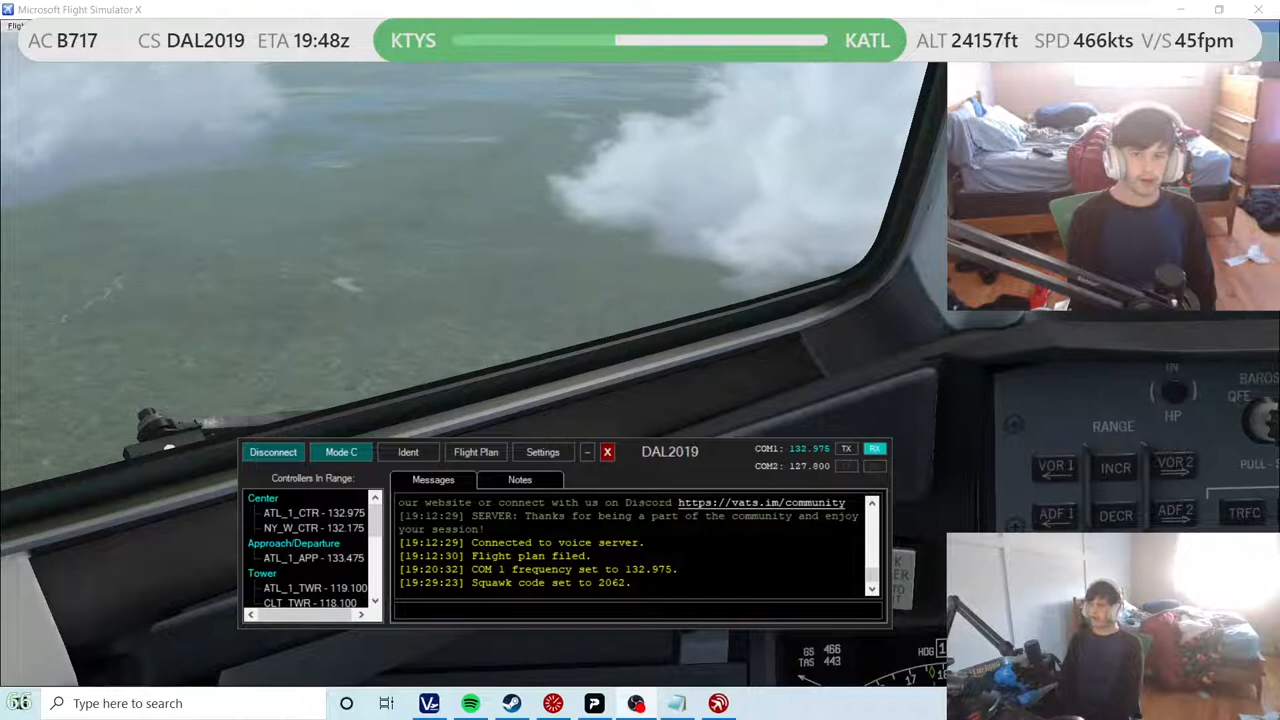 Microsoft Flight Simulator X
AC B717 CS DAL2019 ETA 19:48z KTYS KATL ALT 24157ft SPD 466kts V/S 45fpm
Disconnect Mode C Ident Flight Plan Settings – X DAL2019 COM1: 132.975 TX RX
COM2: 127.800
Controllers In Range:
Center
ATL_1_CTR - 132.975
NY_W_CTR - 132.175
Approach/Departure
ATL_1_APP - 133.475
Tower
ATL_1_TWR - 119.100
CLT_TWR - 118.100
Messages Notes
our website or connect with us on Discord https://vats.im/community
[19:12:29] SERVER: Thanks for being a part of the community and enjoy
your session!
[19:12:29] Connected to voice server.
[19:12:30] Flight plan filed.
[19:20:32] COM 1 frequency set to 132.975.
[19:29:23] Squawk code set to 2062.
IN
HP
BAROS
QFE
RANGE
PULL - S
VOR 1 INCR VOR 2
ADF 1 DECR ADF 2 TRFC
GS 466
TAS 443
HDG
17
66
Type here to search